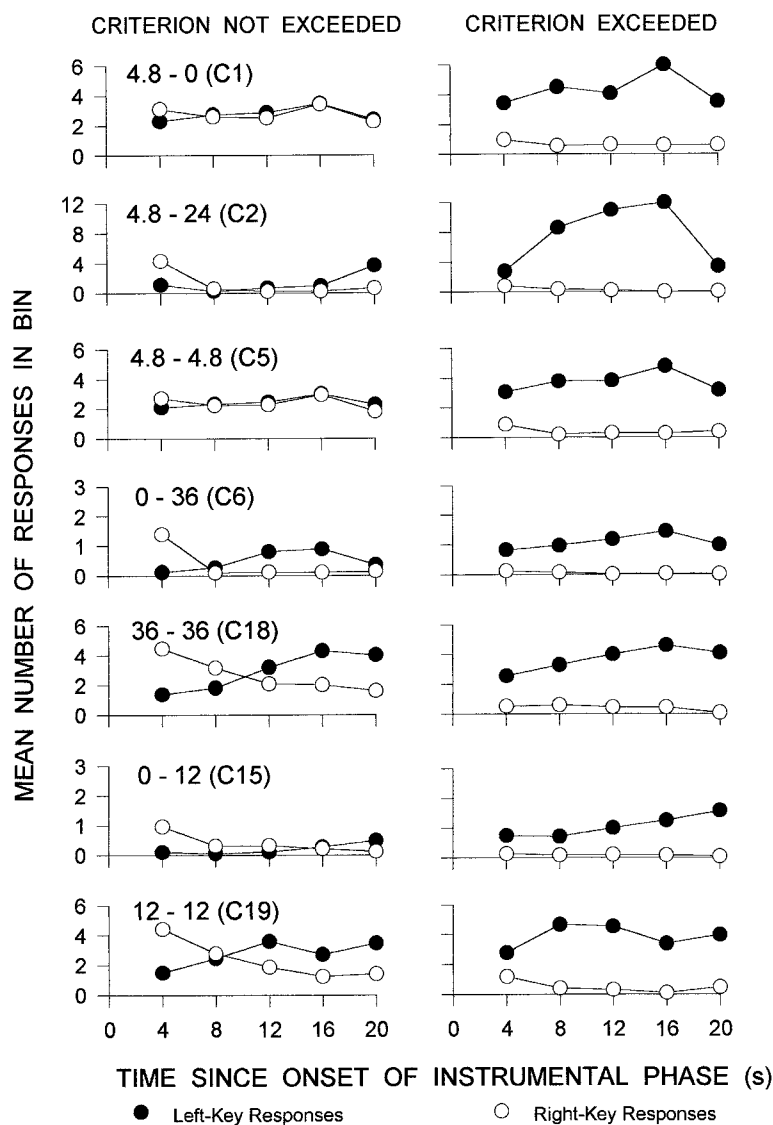 CRITERION NOT EXCEEDED
CRITERION EXCEEDED
MEAN NUMBER OF RESPONSES IN BIN
4.8 - 0 (C1)
6
4
2
0
4.8 - 24 (C2)
12
8
4
0
4.8 - 4.8 (C5)
6
4
2
0
0 - 36 (C6)
3
2
1
0
36 - 36 (C18)
6
4
2
0
0 - 12 (C15)
3
2
1
0
12 - 12 (C19)
6
4
2
0
0 4 8 12 16 20
0 4 8 12 16 20
TIME SINCE ONSET OF INSTRUMENTAL PHASE (s)
Left-Key Responses
Right-Key Responses